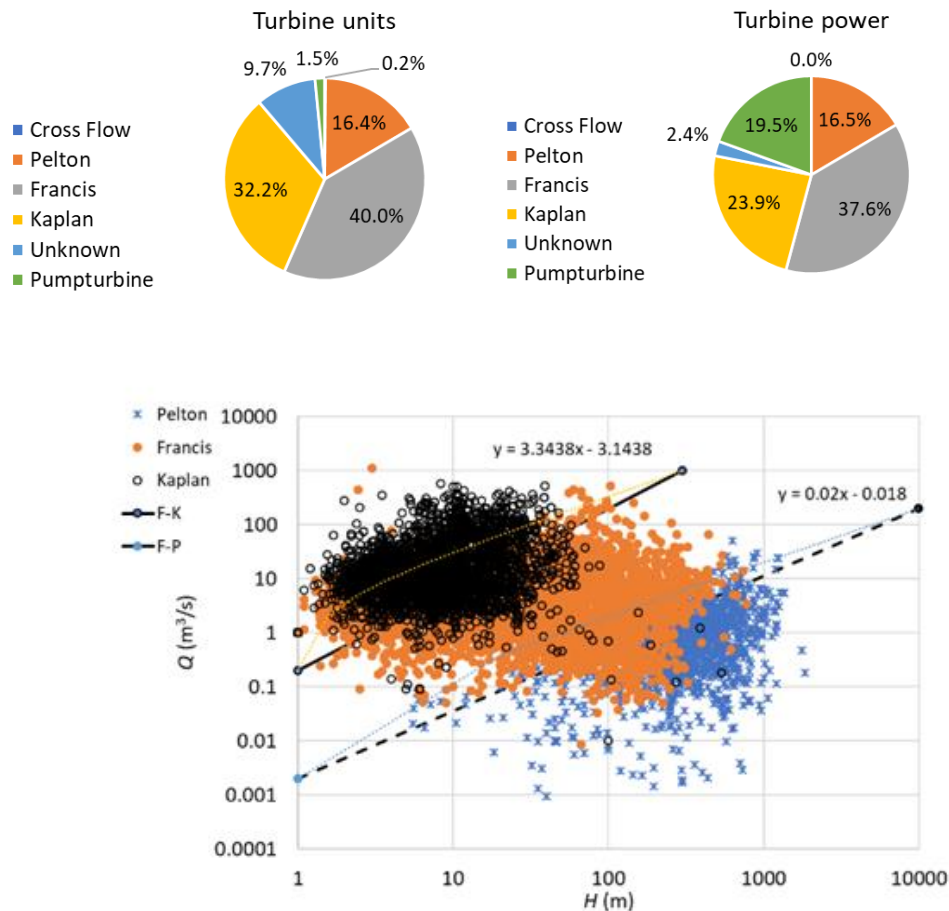 Turbine units
1.5%
0.2%
9.7%
16.4%
32.2%
40.0%
Cross Flow
Pelton
Francis
Kaplan
Unknown
Pumpturbine
Turbine power
0.0%
19.5%
16.5%
2.4%
23.9%
37.6%
Cross Flow
Pelton
Francis
Kaplan
Unknown
Pumpturbine
Pelton
Francis
Kaplan
F-K
F-P
10000
1000
100
10
1
0.1
0.01
0.001
0.0001
Q (m³/s)
y = 3.3438x - 3.1438
y = 0.02x - 0.018
1
10
100
1000
10000
H (m)